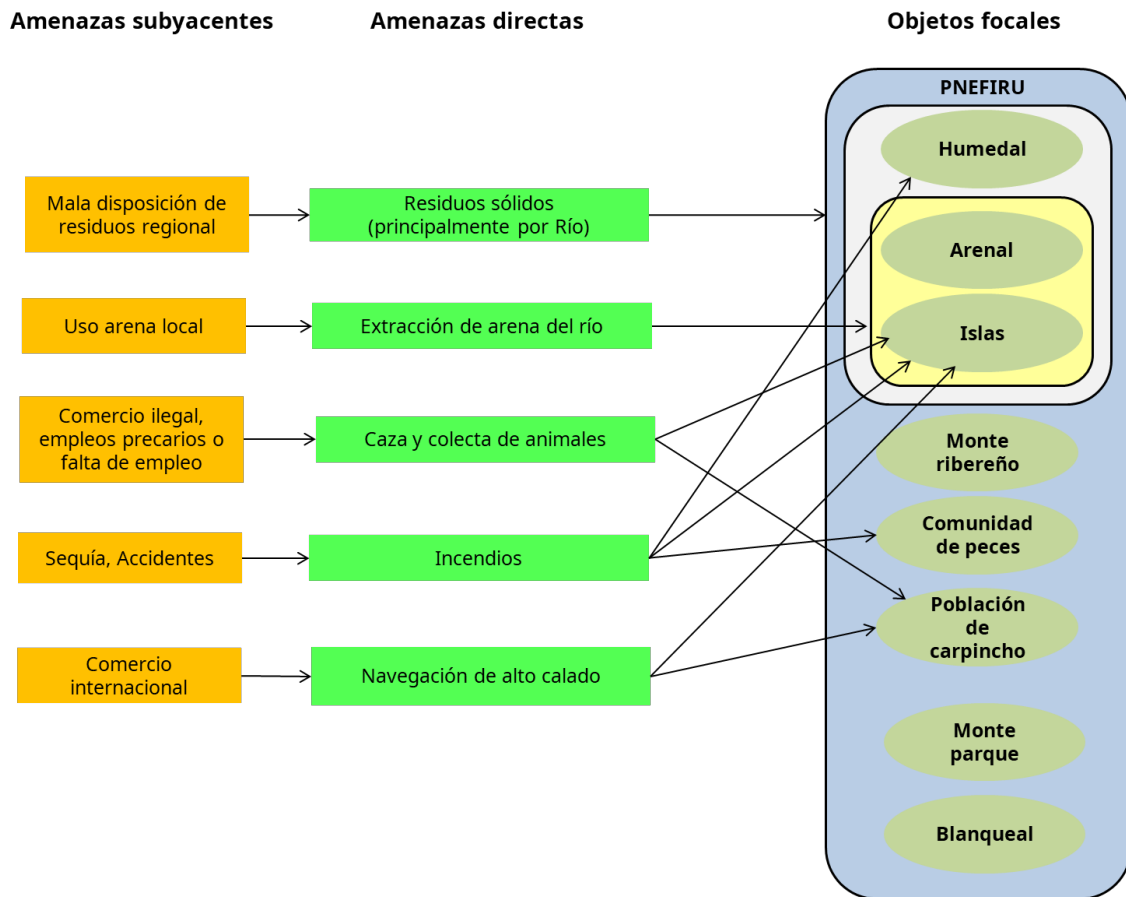 Amenazas subyacentes
Amenazas directas
Objetos focales
PNEFIRU
Mala disposición de
residuos regional
Residuos sólidos
(principalmente por Río)
Humedal
Arenal
Uso arena local
Extracción de arena del río
Islas
Comercio ilegal,
empleos precarios o
falta de empleo
Caza y colecta de animales
Monte
ribereño
Sequía, Accidentes
Incendios
Comunidad
de peces
Comercio
internacional
Navegación de alto calado
Población
de
carpincho
Monte
parque
Blanqueal